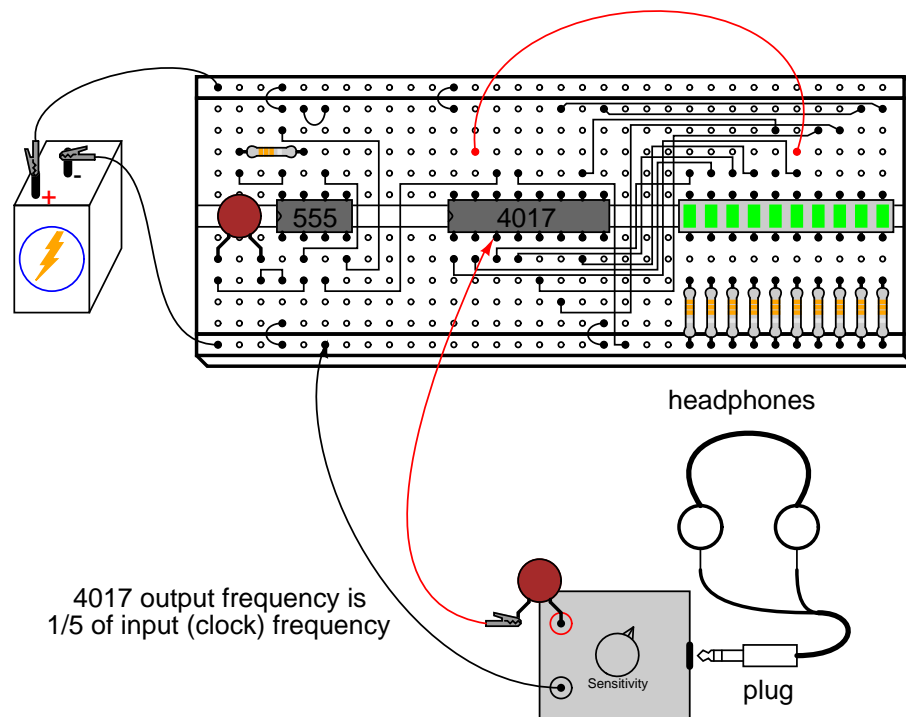 -
+
555
4017
headphones
4017 output frequency is
1/5 of input (clock) frequency
Sensitivity
plug